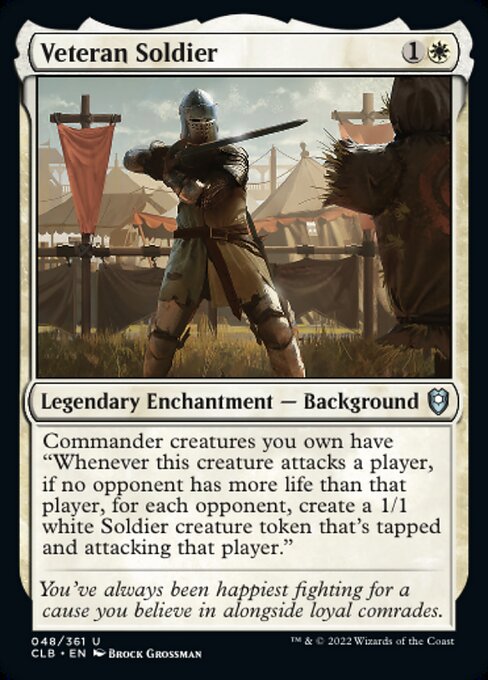 Veteran Soldier 1
Legendary Enchantment — Background
Commander creatures you own have
“Whenever this creature attacks a player,
if no opponent has more life than that
player, for each opponent, create a 1/1
white Soldier creature token that’s tapped
and attacking that player.”
You’ve always been happiest fighting for a
cause you believe in alongside loyal comrades.
048/361 U
CLB • EN Brock Grossman
™ & © 2022 Wizards of the Coast